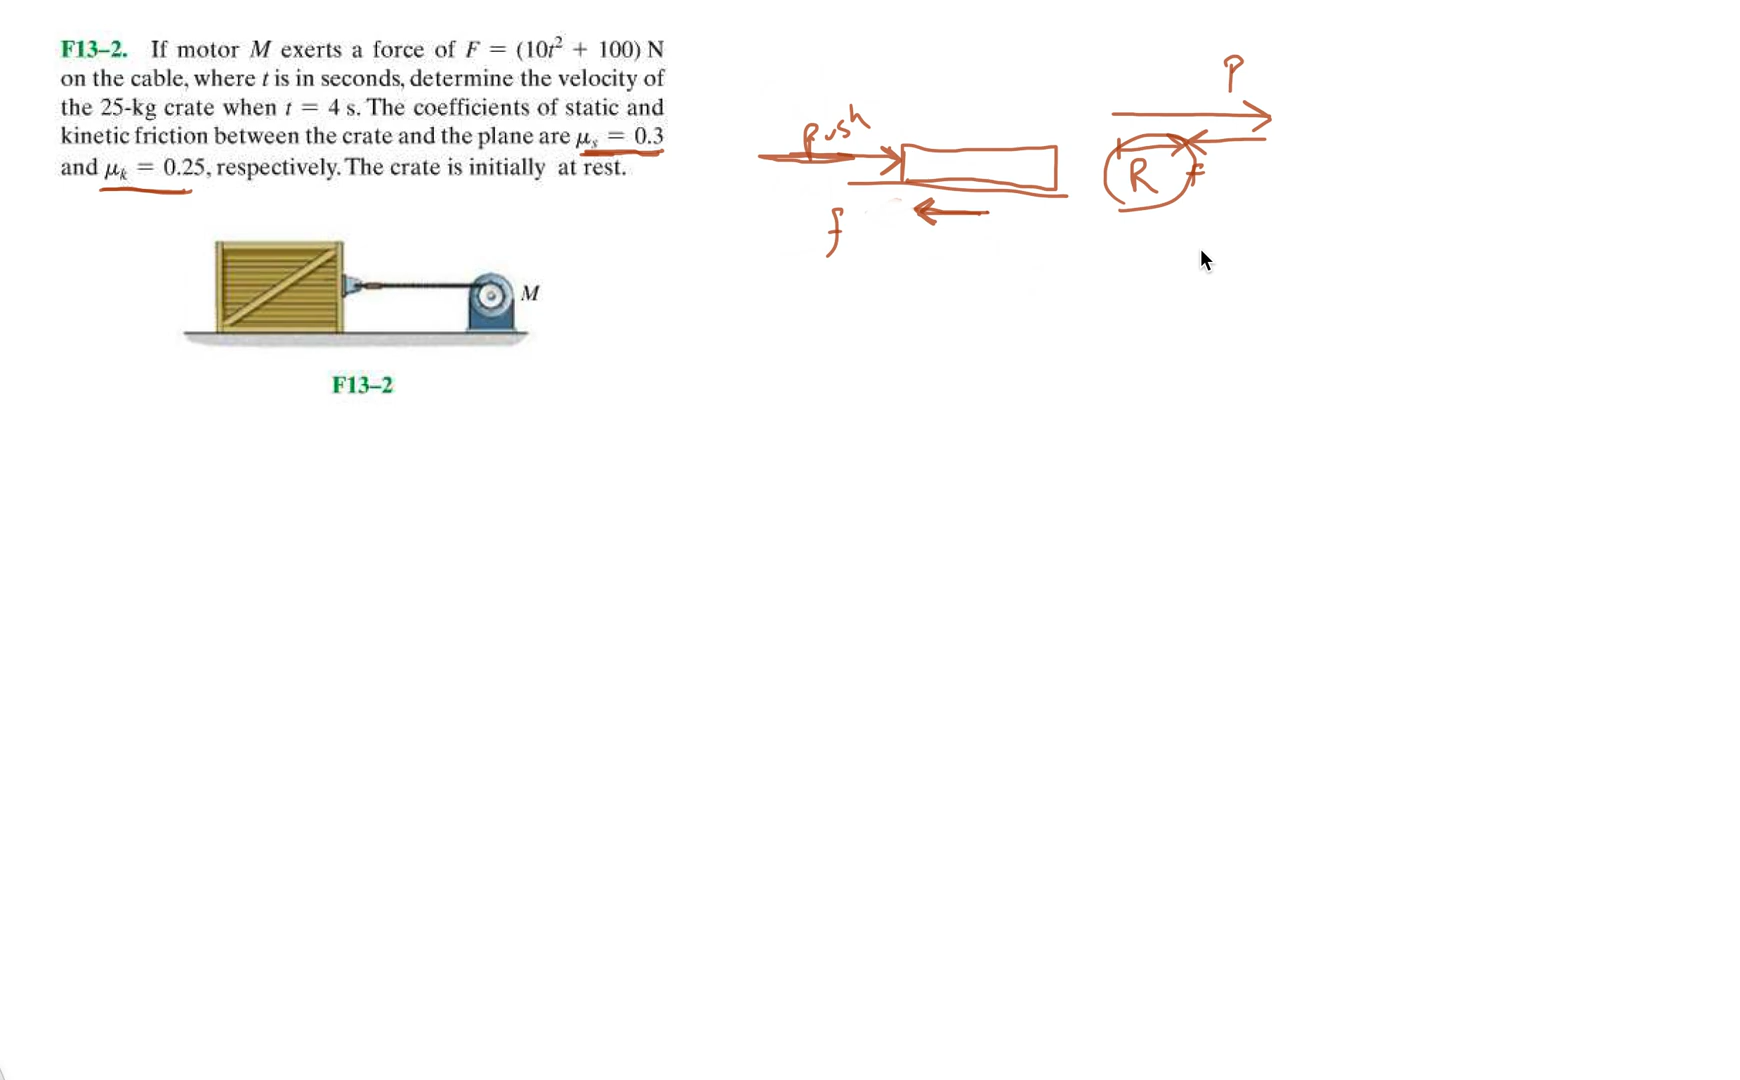 F13–2. If motor M exerts a force of F = (10t² + 100) N
on the cable, where t is in seconds, determine the velocity of
the 25-kg crate when t = 4 s. The coefficients of static and
kinetic friction between the crate and the plane are μs = 0.3
and μk = 0.25, respectively. The crate is initially at rest.
M
F13–2
Push
f
P
R
f